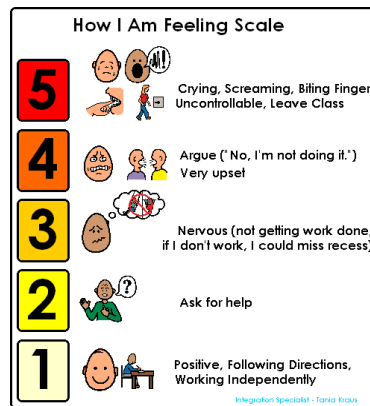 How I Am Feeling Scale
5
Crying, Screaming, Biting Finger
Uncontrollable, Leave Class
4
Argue ("No, I'm not doing it.")
Very upset
3
Nervous (not getting work done,
if I don't work, I could miss recess)
2
?
Ask for help
1
Positive, Following Directions,
Working Independently
Integration Specialist - Tania Kraus